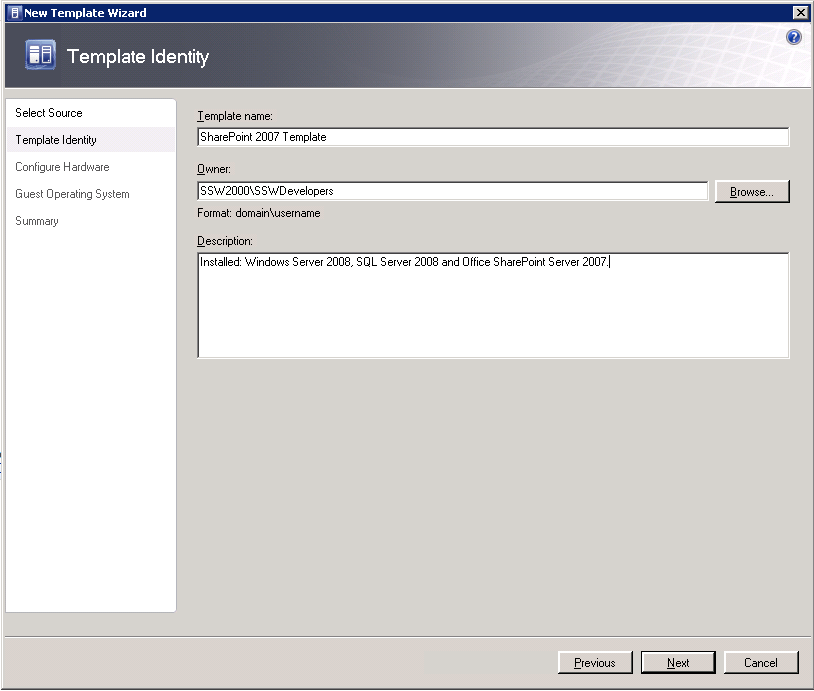 New Template Wizard
Template Identity
Select Source
Template Identity
Configure Hardware
Guest Operating System
Summary
Template name:
SharePoint 2007 Template
Owner:
SSW2000\SSWDevelopers
Browse...
Format: domain\username
Description:
Installed: Windows Server 2008, SQL Server 2008 and Office SharePoint Server 2007.
Previous
Next
Cancel